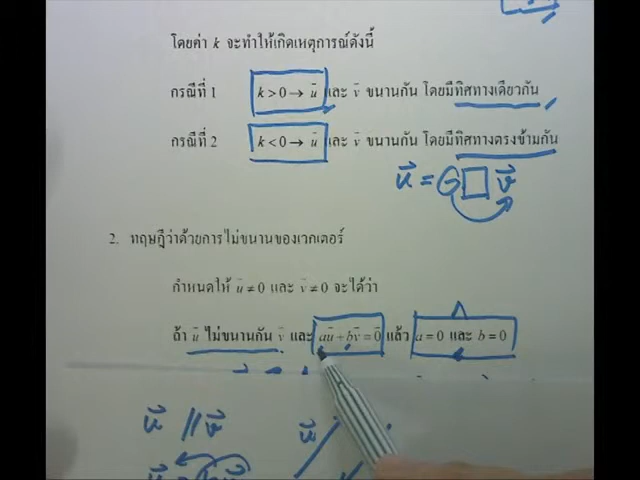 โดยค่า k จะทำให้เกิดเหตุการณ์ดังนี้
กรณีที่ 1 k > 0 → u̅ และ v̅ ขนานกัน โดยมีทิศทางเดียวกัน
กรณีที่ 2 k < 0 → u̅ และ v̅ ขนานกัน โดยมีทิศทางตรงข้ามกัน
2. ทฤษฎีว่าด้วยการไม่ขนานของเวกเตอร์
กำหนดให้ u̅ ≠ 0 และ v̅ ≠ 0 จะได้ว่า
ถ้า u̅ ไม่ขนานกัน v̅ และ au̅ + bv̅ = 0̅ แล้ว a = 0 และ b = 0